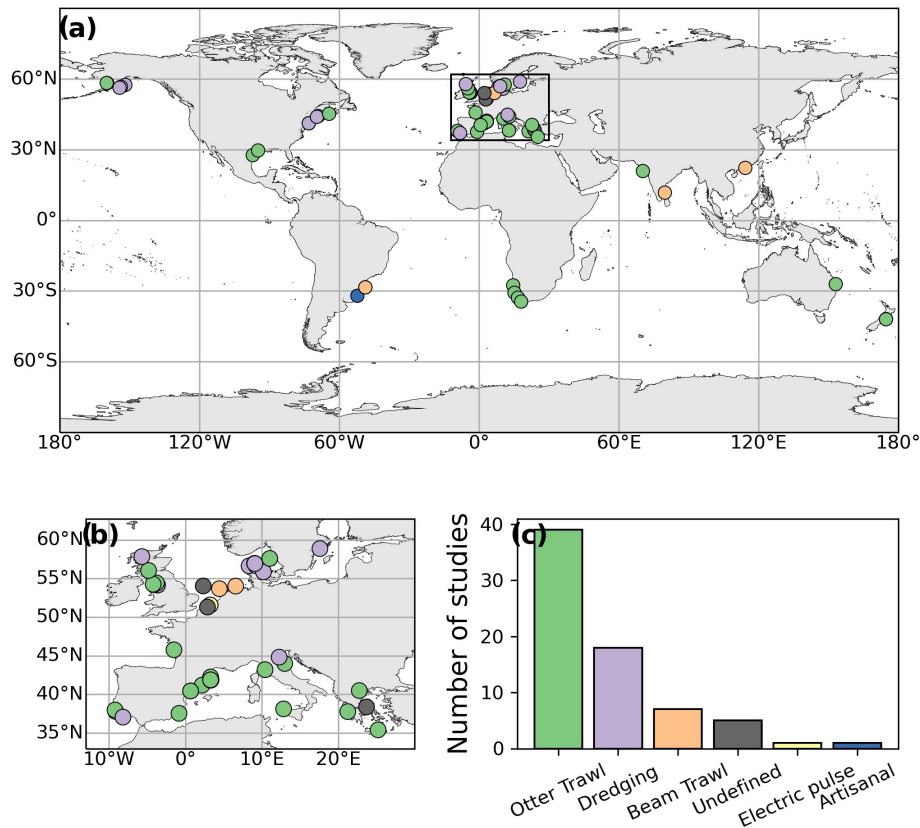 (a)
60°N
30°N
0°
30°S
60°S
180° 120°W 60°W 0° 60°E 120°E 180°
(b)
60°N
55°N
50°N
45°N
40°N
35°N
10°W 0° 10°E 20°E
(c)
Number of studies
40
30
20
10
0
Otter Trawl
Dredging
Beam Trawl
Undefined
Electric pulse
Artisanal